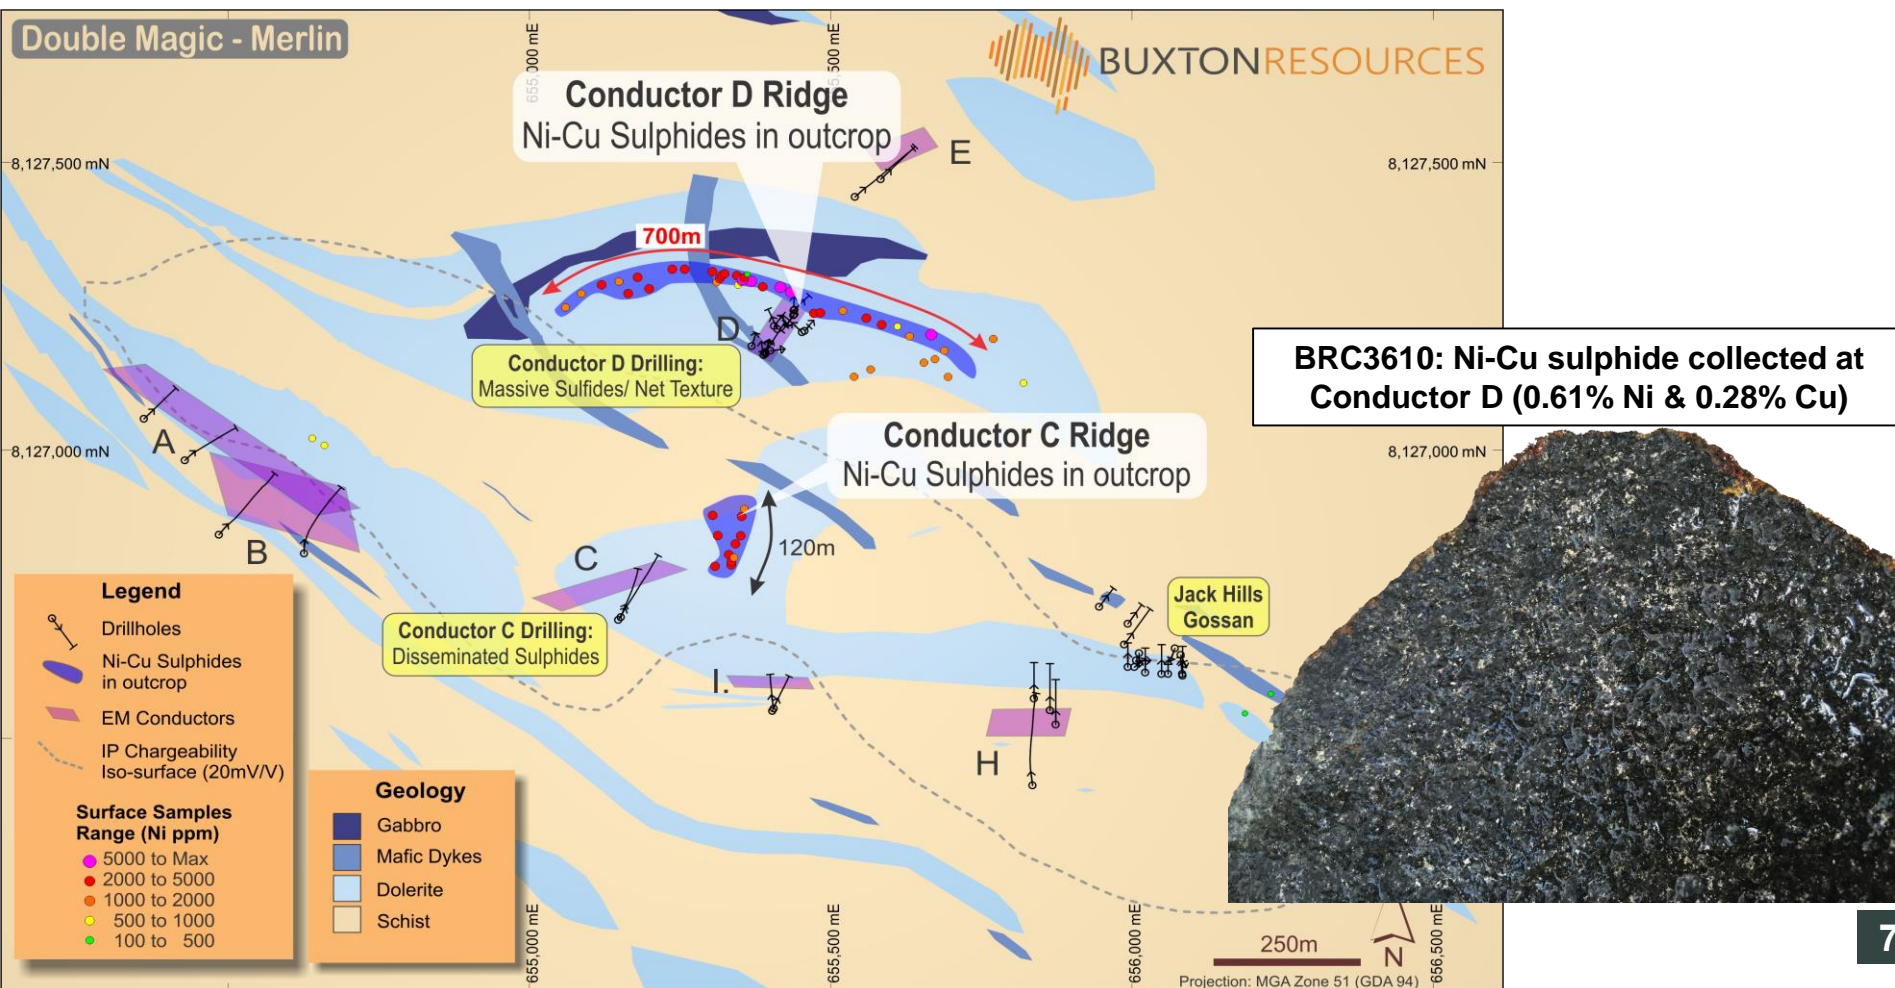 Double Magic - Merlin
BUXTONRESOURCES
655,000 mE
655,500 mE
Conductor D Ridge
Ni-Cu Sulphides in outcrop
8,127,500 mN
8,127,500 mN
E
700m
D
Conductor D Drilling:
Massive Sulfides/ Net Texture
BRC3610: Ni-Cu sulphide collected at
Conductor D (0.61% Ni & 0.28% Cu)
A
8,127,000 mN
8,127,000 mN
Conductor C Ridge
Ni-Cu Sulphides in outcrop
B
C
120m
Conductor C Drilling:
Disseminated Sulphides
Jack Hills
Gossan
I.
H
Legend
Drillholes
Ni-Cu Sulphides
in outcrop
EM Conductors
IP Chargeability
Iso-surface (20mV/V)
Surface Samples
Range (Ni ppm)
5000 to Max
2000 to 5000
1000 to 2000
500 to 1000
100 to 500
Geology
Gabbro
Mafic Dykes
Dolerite
Schist
655,000 mE
655,500 mE
656,000 mE
656,500 mE
250m
N
Projection: MGA Zone 51 (GDA 94)
7